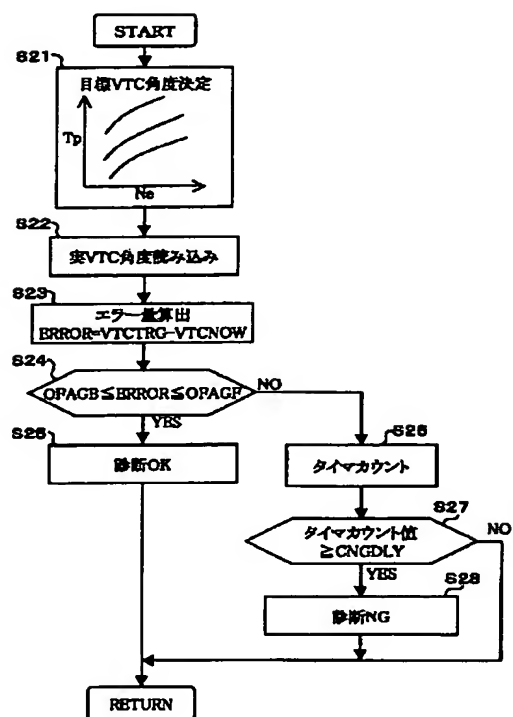 START
S21
目標VTC角度決定
Tp
Ne
S22
実VTC角度読み込み
S23
エラー量算出
ERROR=VTCTRG-VTCNOW
S24
OFAGB≦ERROR≦OFAGF
NO
YES
S25
診断OK
S26
タイマカウント
S27
タイマカウント値
≧CNGDLY
NO
YES
S28
診断NG
RETURN